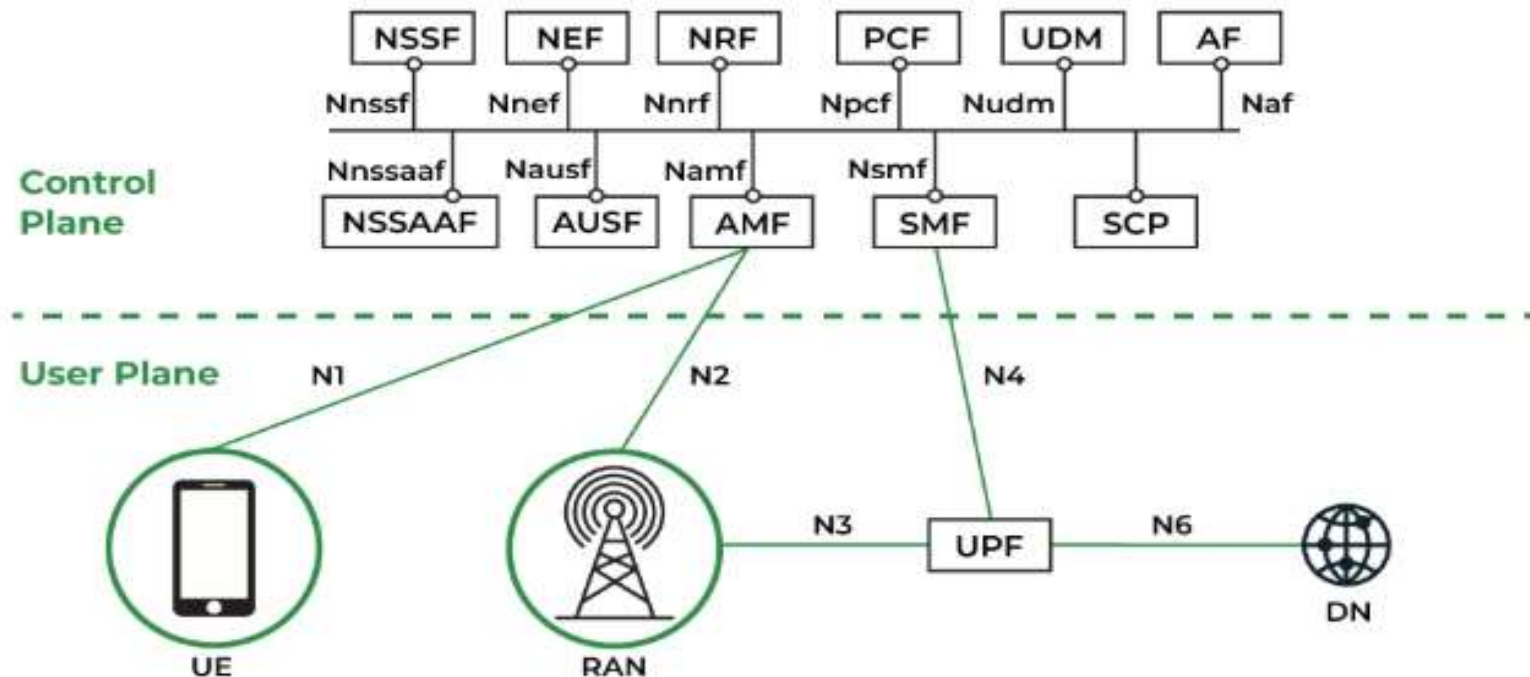 NSSF NEF NRF PCF UDM AF
Nnssf Nnef Nnrf Npcf Nudm Naf
Control
Plane
Nnssaaf Nausf Namf Nsmf
NSSAAF AUSF AMF SMF SCP
User Plane
N1 N2 N4
N3 N6
UPF
DN
UE RAN